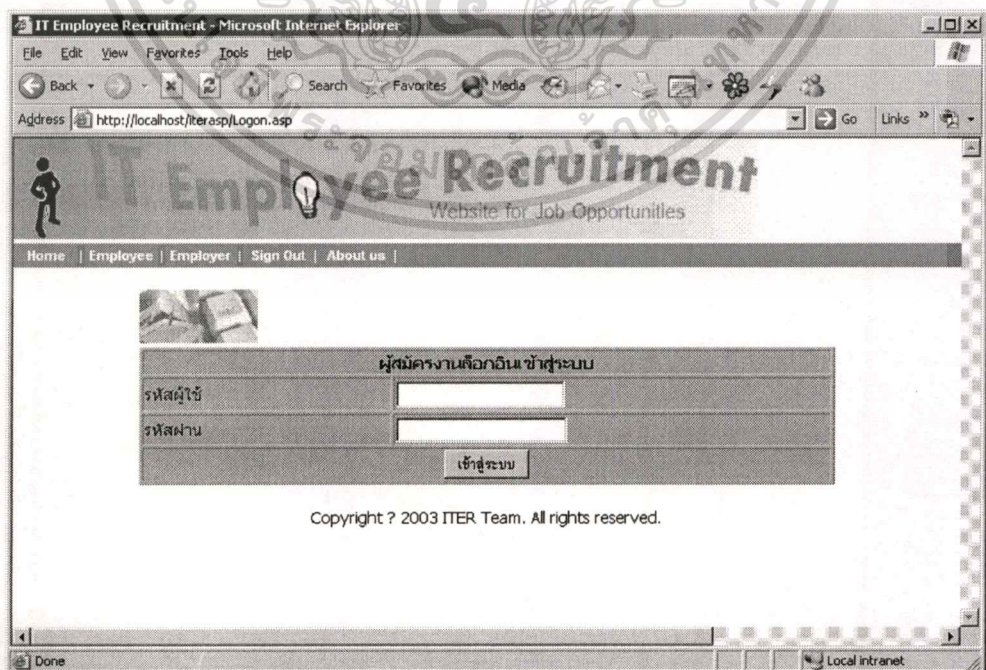 IT Employee Recruitment - Microsoft Internet Explorer
File Edit View Favorites Tools Help
Back Search Favorites Media
Address http://localhost/iterasp/Logon.asp Go Links »
IT Employee Recruitment
Website for Job Opportunities
Home | Employee | Employer | Sign Out | About us |
ผู้สมัครงานล็อกอินเข้าสู่ระบบ
รหัสผู้ใช้
รหัสผ่าน
เข้าสู่ระบบ
Copyright ? 2003 ITER Team. All rights reserved.
Done Local intranet